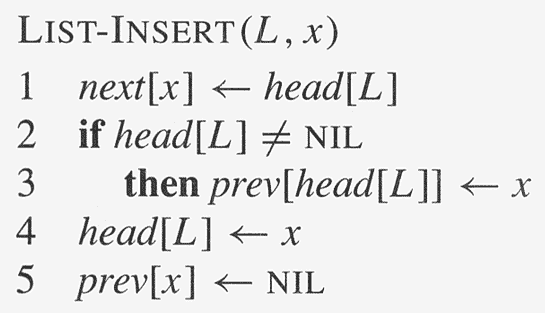 LIST-INSERT(L, x)
1 next[x] ← head[L]
2 if head[L] ≠ NIL
3 then prev[head[L]] ← x
4 head[L] ← x
5 prev[x] ← NIL